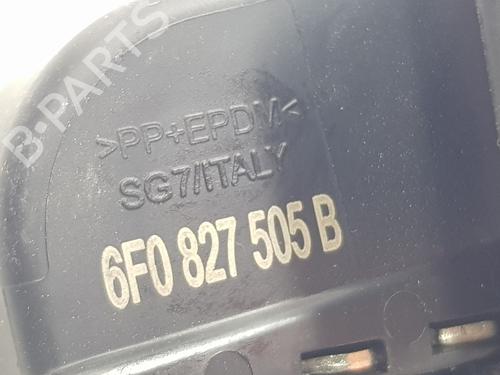 B-PARTS
>PP+EPDM<
SG7/ITALY
6F0 827 505 B